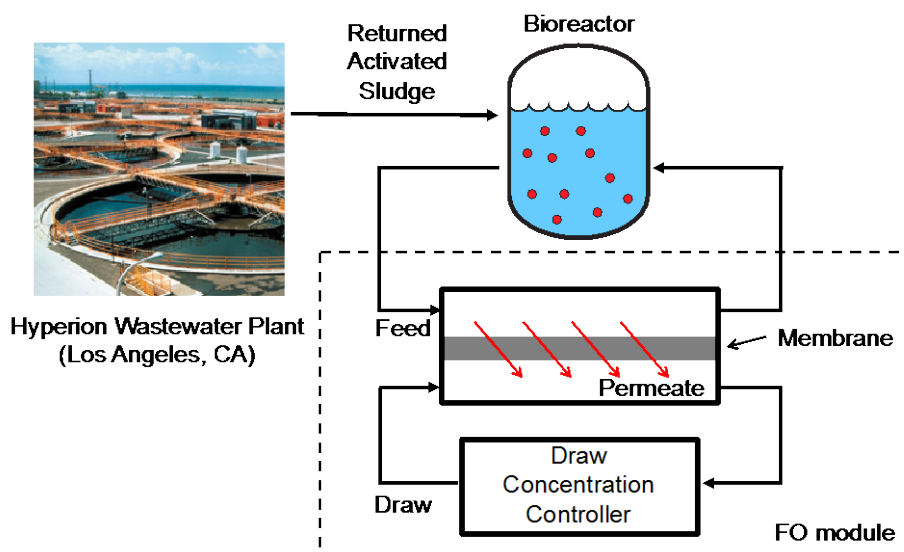 Bioreactor
Returned
Activated
Sludge
Hyperion Wastewater Plant
(Los Angeles, CA)
Feed
Membrane
Permeate
Draw
Concentration
Controller
Draw
FO module